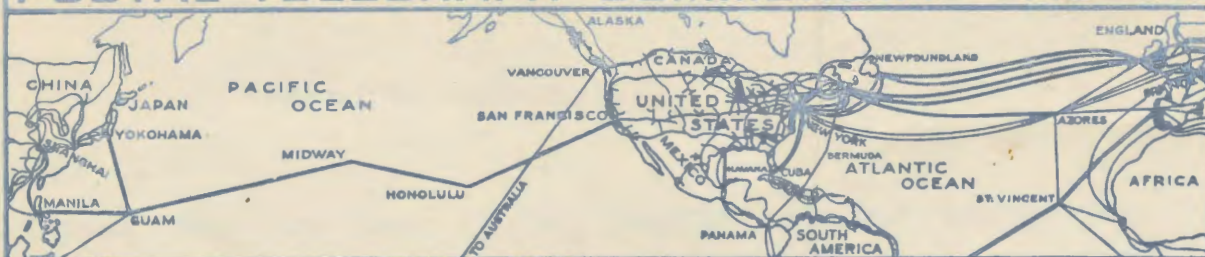 ALASKA
ENGLAND
CHINA
PACIFIC
OCEAN
VANCOUVER
CANADA
NEWFOUNDLAND
JAPAN
YOKOHAMA
SHANGHAI
SAN FRANCISCO
UNITED
STATES
NEW YORK
BERMUDA
AZORES
MIDWAY
HONOLULU
MEXICO
CUBA
ATLANTIC
OCEAN
AFRICA
MANILA
GUAM
ST. VINCENT
TO AUSTRALIA
PANAMA
SOUTH
AMERICA